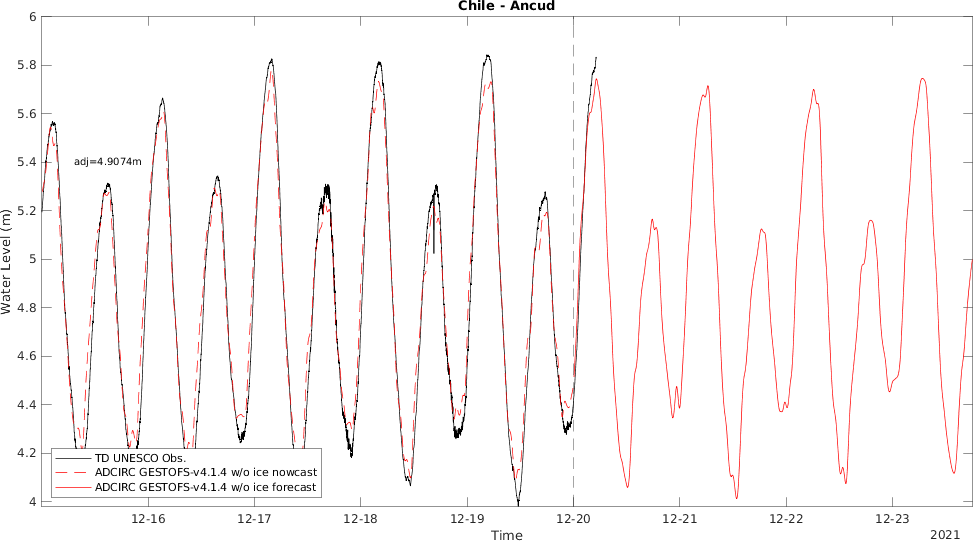 Chile - Ancud
6
5.8
5.6
5.4
5.2
5
4.8
4.6
4.4
4.2
4
Water Level (m)
adj=4.9074m
TD UNESCO Obs.
ADCIRC GESTOFS-v4.1.4 w/o ice nowcast
ADCIRC GESTOFS-v4.1.4 w/o ice forecast
12-16 12-17 12-18 12-19 12-20 12-21 12-22 12-23
Time
2021